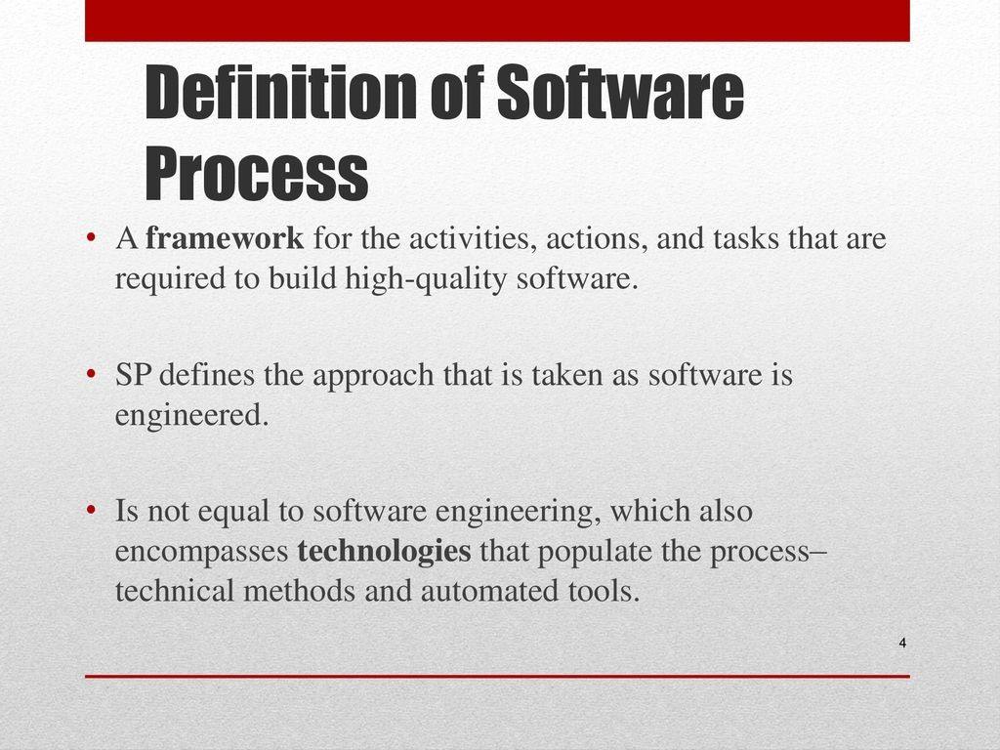 Definition of Software
Process
• A framework for the activities, actions, and tasks that are
required to build high-quality software.
• SP defines the approach that is taken as software is
engineered.
• Is not equal to software engineering, which also
encompasses technologies that populate the process–
technical methods and automated tools.
4